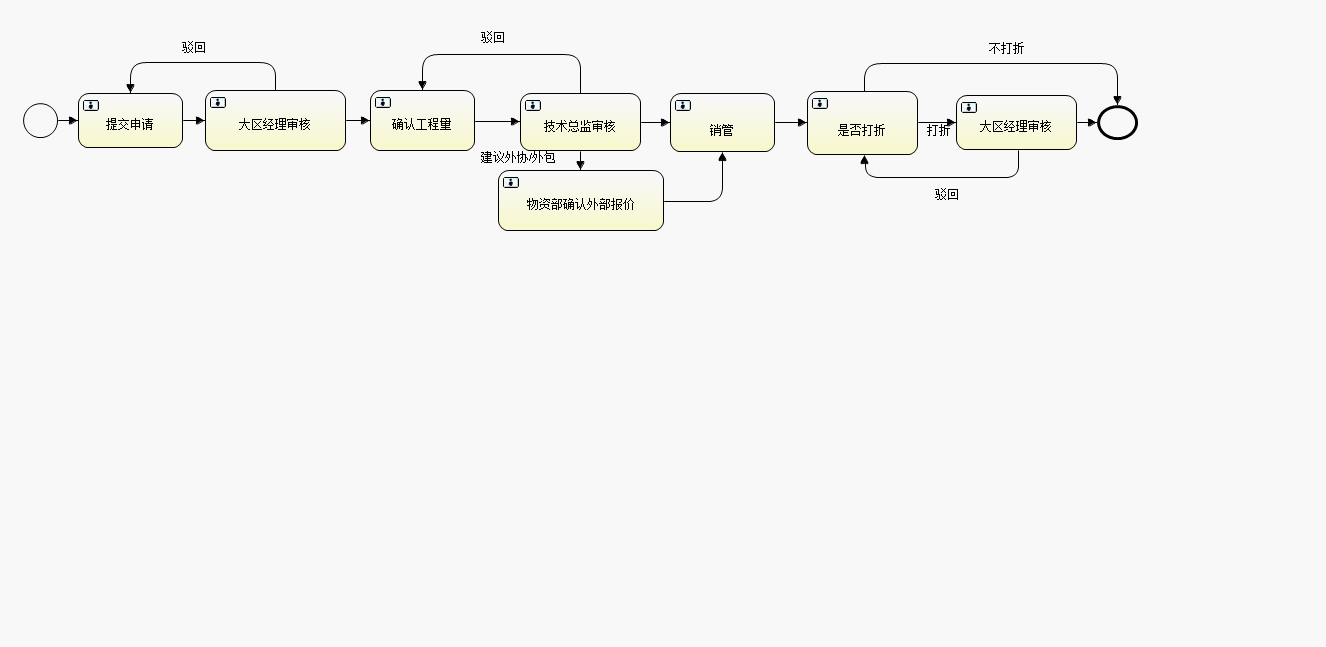 驳回
驳回
不打折
提交申请
大区经理审核
确认工程量
技术总监审核
销管
是否打折
打折
大区经理审核
建议外协/外包
物资部确认外部报价
驳回